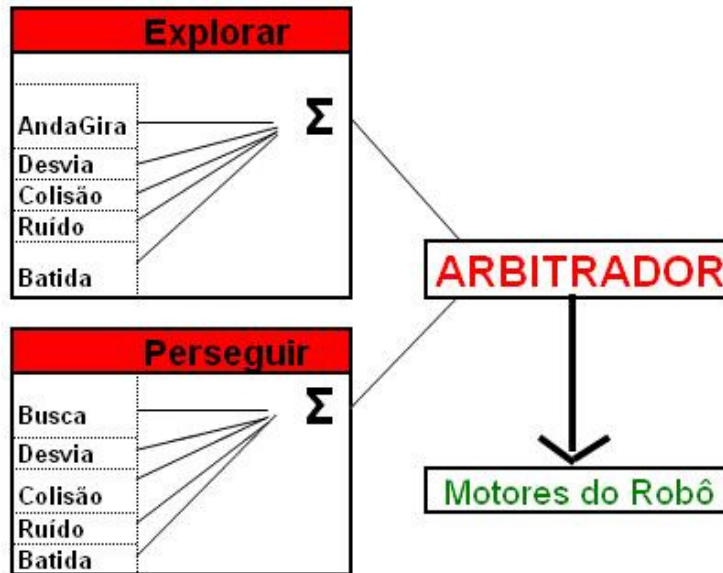 Explorar
AndaGira
Desvia
Colisão
Ruído
Batida
Σ
Perseguir
Busca
Desvia
Colisão
Ruído
Batida
Σ
ARBITRADOR
Motores do Robô